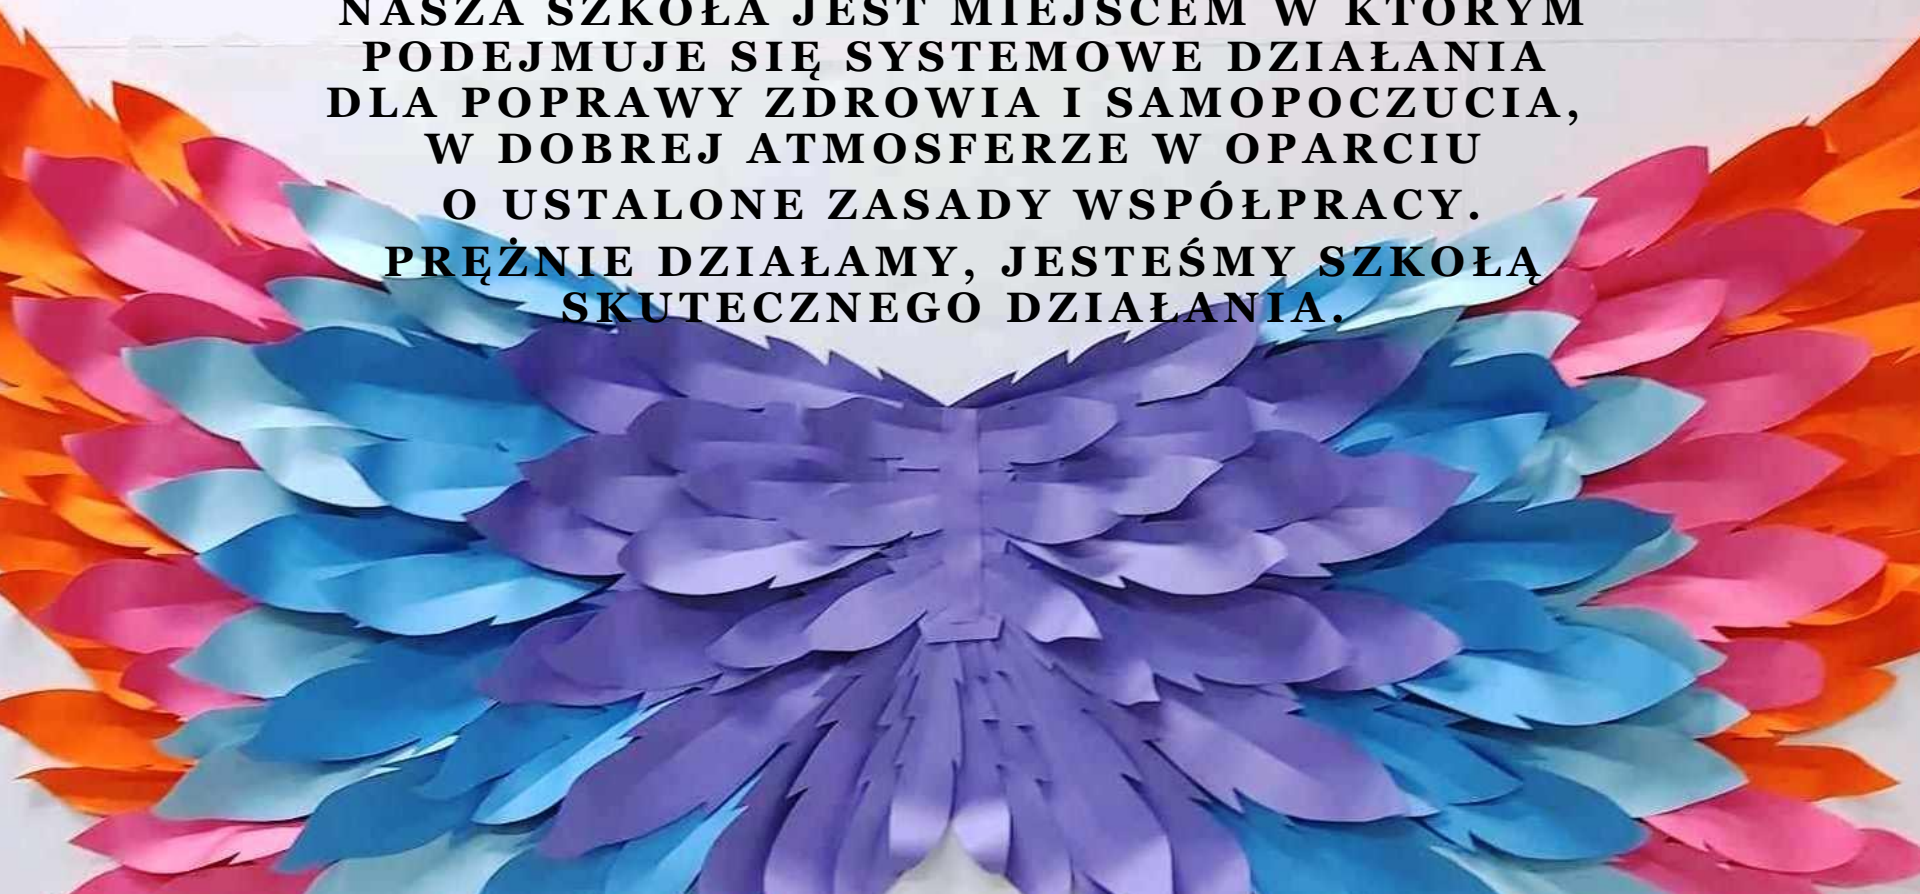 NASZA SZKOŁA JEST MIEJSCEM W KTÓRYM
PODEJMUJE SIĘ SYSTEMOWE DZIAŁANIA
DLA POPRAWY ZDROWIA I SAMOPOCZUCIA,
W DOBREJ ATMOSFERZE W OPARCIU
O USTALONE ZASADY WSPÓŁPRACY.
PRĘŻNIE DZIAŁAMY, JESTEŚMY SZKOŁĄ
SKUTECZNEGO DZIAŁANIA.